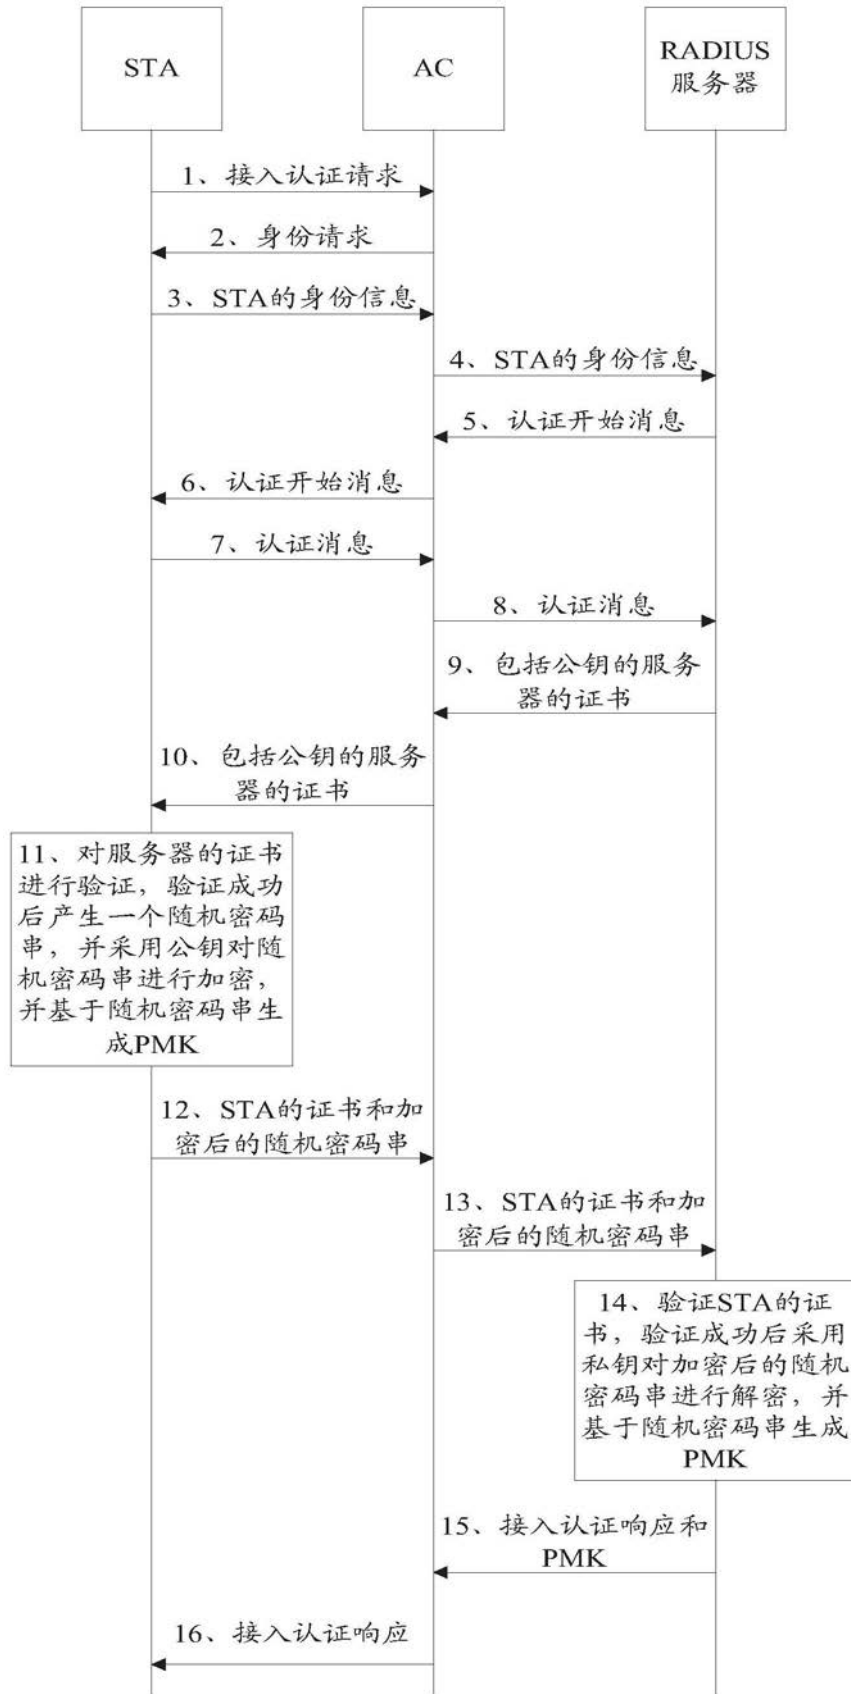 STA
AC
RADIUS
服务器
1、接入认证请求
2、身份请求
3、STA的身份信息
4、STA的身份信息
5、认证开始消息
6、认证开始消息
7、认证消息
8、认证消息
9、包括公钥的服务
器的证书
10、包括公钥的服务
器的证书
11、对服务器的证书
进行验证，验证成功
后产生一个随机密码
串，并采用公钥对随
机密码串进行加密，
并基于随机密码串生
成PMK
12、STA的证书和加
密后的随机密码串
13、STA的证书和加
密后的随机密码串
14、验证STA的证
书，验证成功后采用
私钥对加密后的随机
密码串进行解密，并
基于随机密码串生成
PMK
15、接入认证响应和
PMK
16、接入认证响应